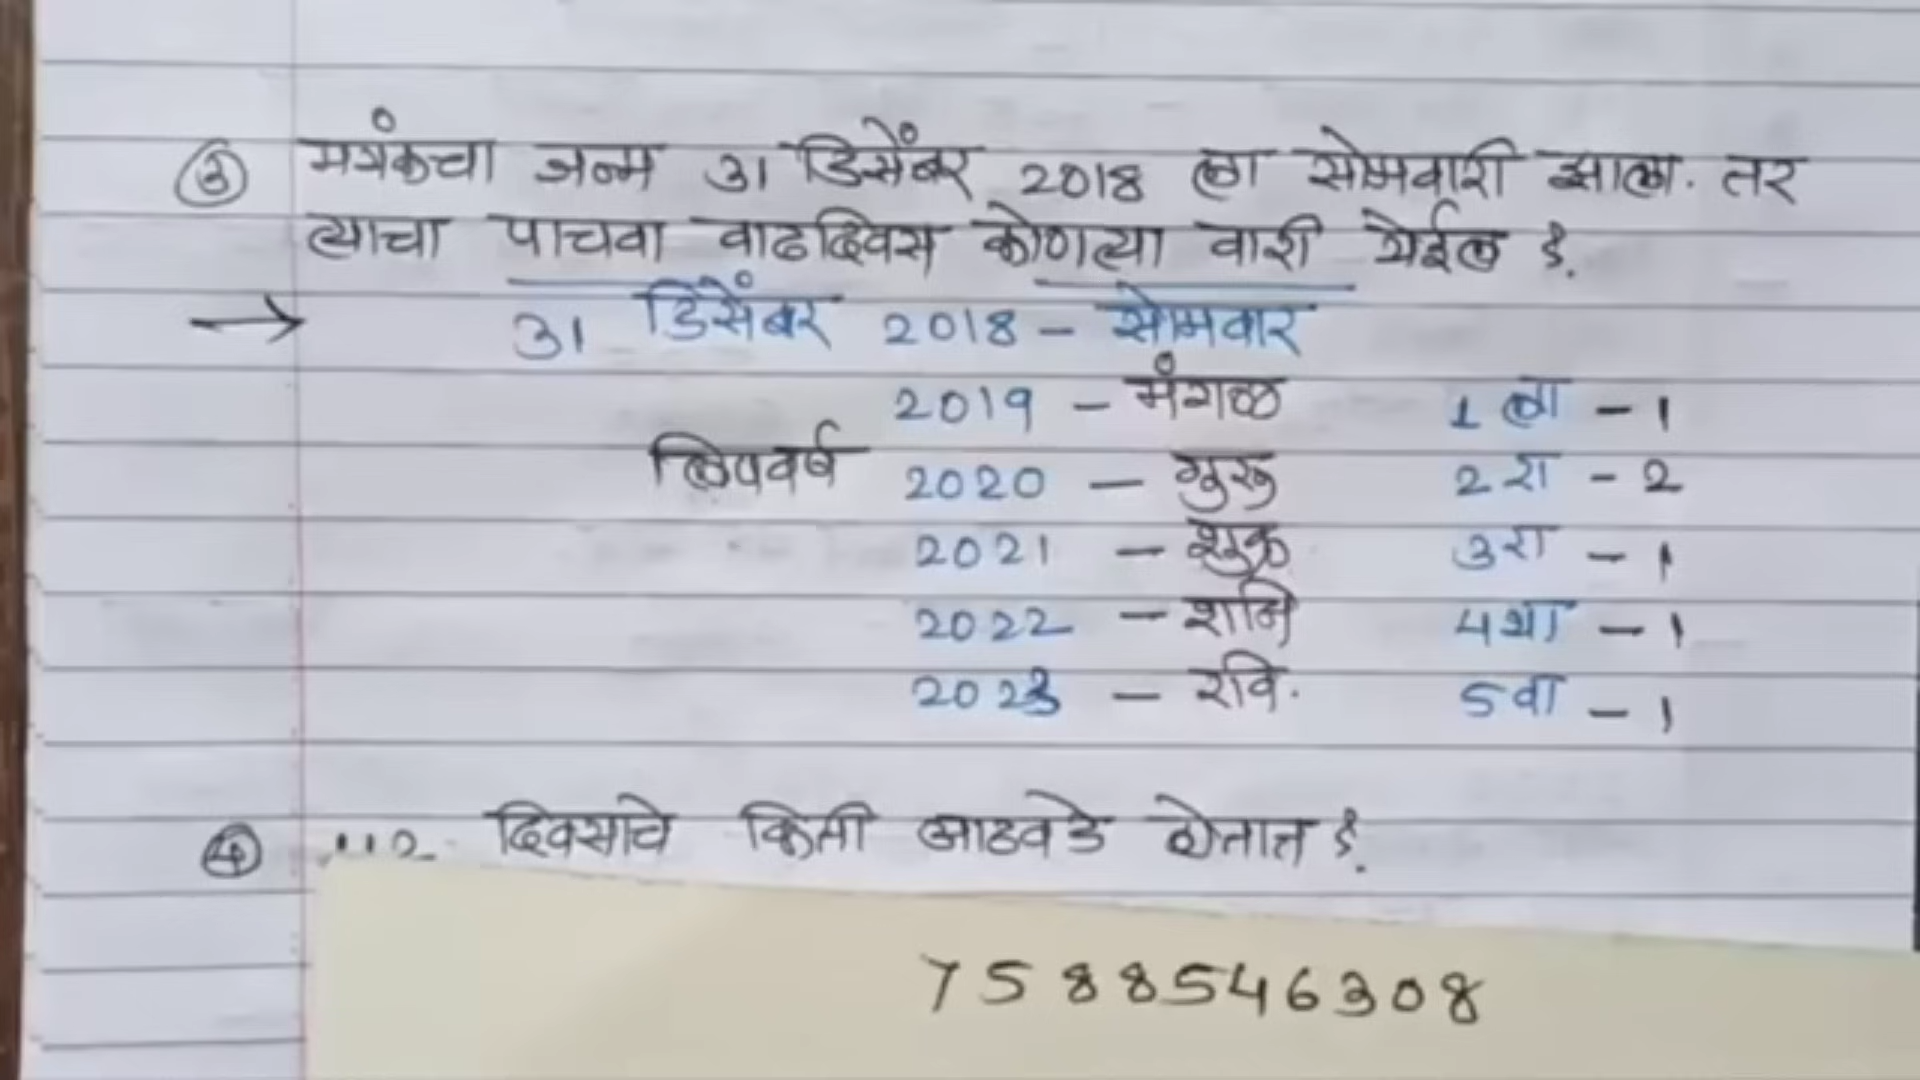 ③ मयंकचा जन्म 31 डिसेंबर 2018 ला सोमवारी झाला. तर
त्याचा पाचवा वाढदिवस कोणत्या वारी येईल ?
→ 31 डिसेंबर 2018 - सोमवार
2019 - मंगळ 1 ला - 1
लिपवर्ष 2020 - गुरु 2 रा - 2
2021 - शुक्र 3 रा - 1
2022 - शनि 4 था - 1
2023 - रवि. 5 वा - 1
④ दिवसाचे किती आठवडे होतात ?
7588546308